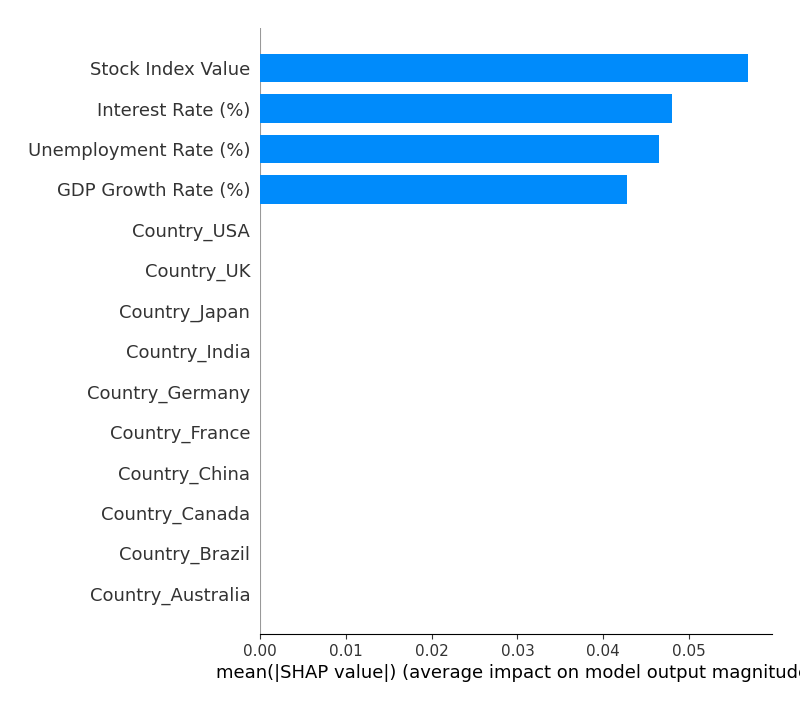 Stock Index Value
Interest Rate (%)
Unemployment Rate (%)
GDP Growth Rate (%)
Country_USA
Country_UK
Country_Japan
Country_India
Country_Germany
Country_France
Country_China
Country_Canada
Country_Brazil
Country_Australia
0.00 0.01 0.02 0.03 0.04 0.05
mean(|SHAP value|) (average impact on model output magnitud